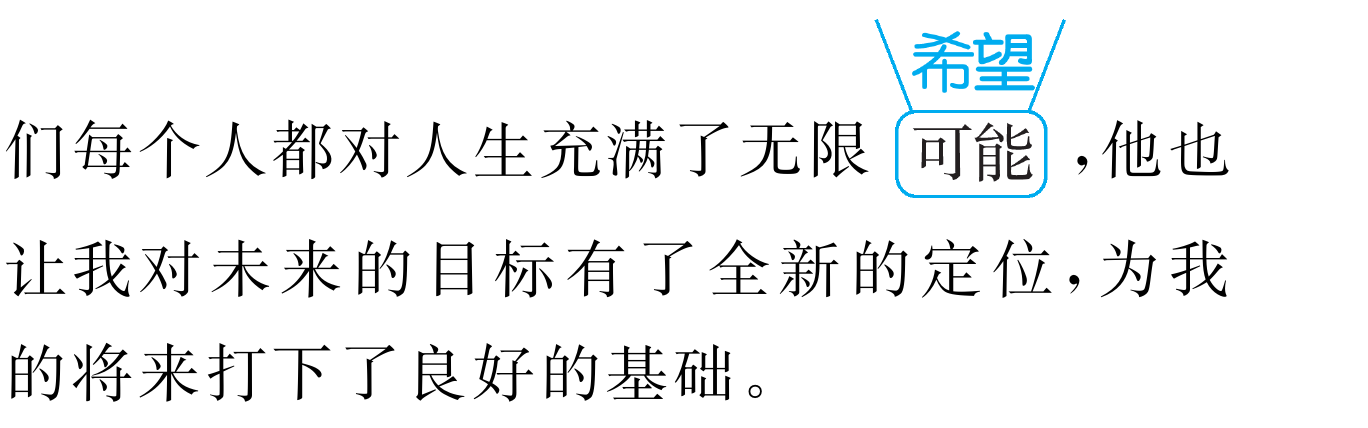 希望
们每个人都对人生充满了无限可能,他也
让我对未来的目标有了全新的定位,为我
的将来打下了良好的基础。